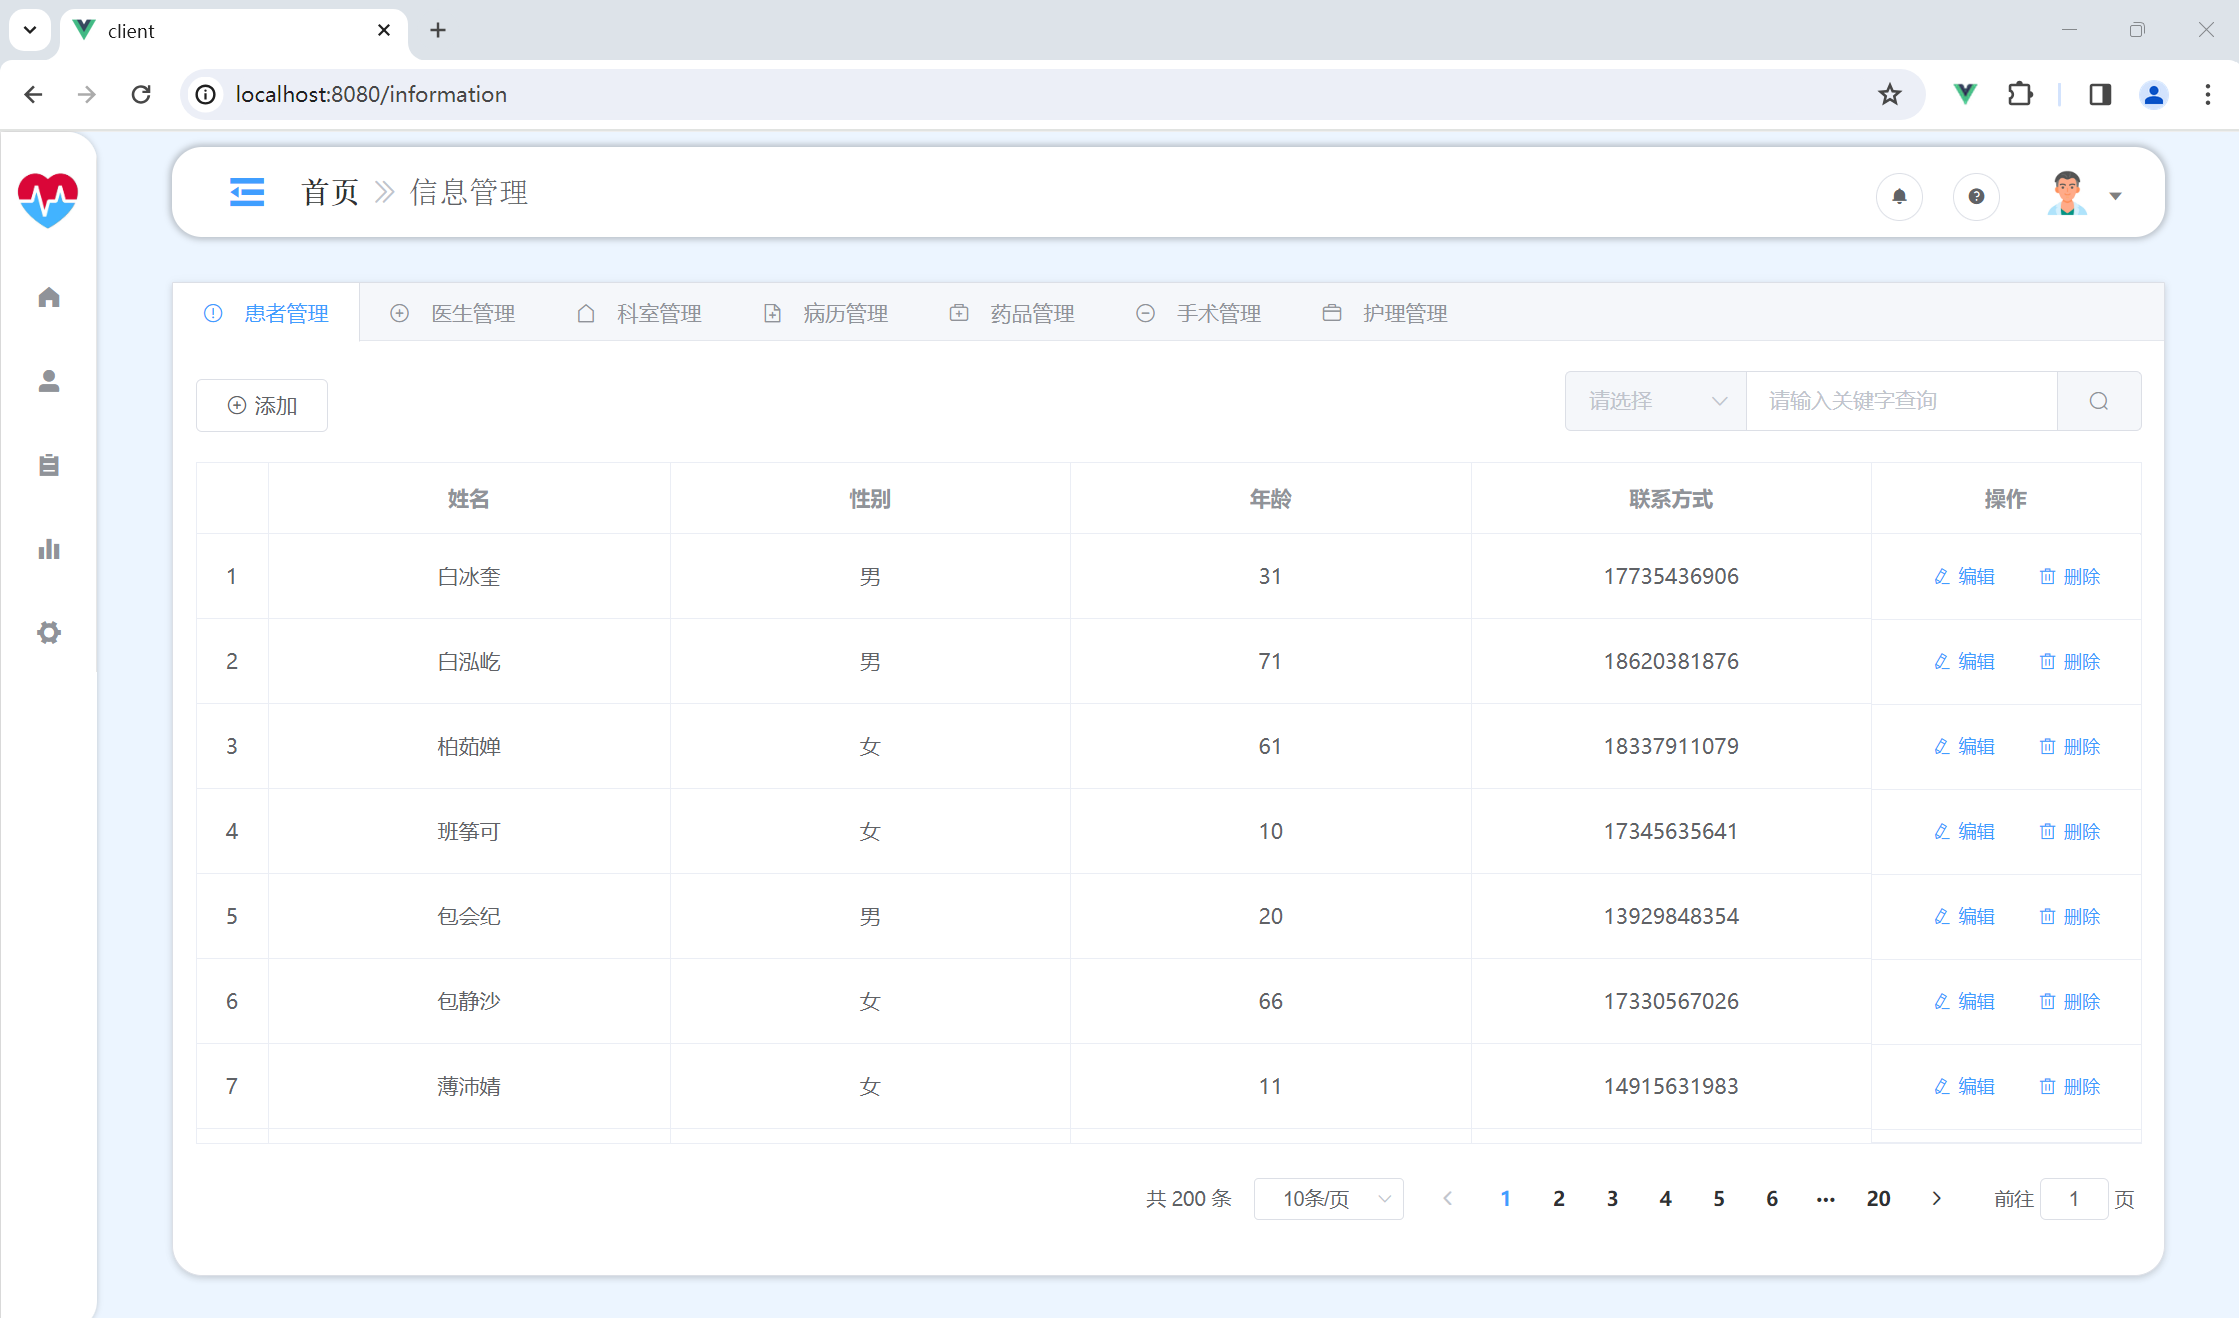 client
localhost:8080/information
首页 信息管理
患者管理 医生管理 科室管理 病历管理 药品管理 手术管理 护理管理
添加 请选择 请输入关键字查询
姓名 性别 年龄 联系方式 操作
1 白冰奎 男 31 17735436906 编辑 删除
2 白泓屹 男 71 18620381876 编辑 删除
3 柏茹婵 女 61 18337911079 编辑 删除
4 班筝可 女 10 17345635641 编辑 删除
5 包会纪 男 20 13929848354 编辑 删除
6 包静沙 女 66 17330567026 编辑 删除
7 薄沛婧 女 11 14915631983 编辑 删除
共 200 条 10条/页 1 2 3 4 5 6 ··· 20 前往 1 页